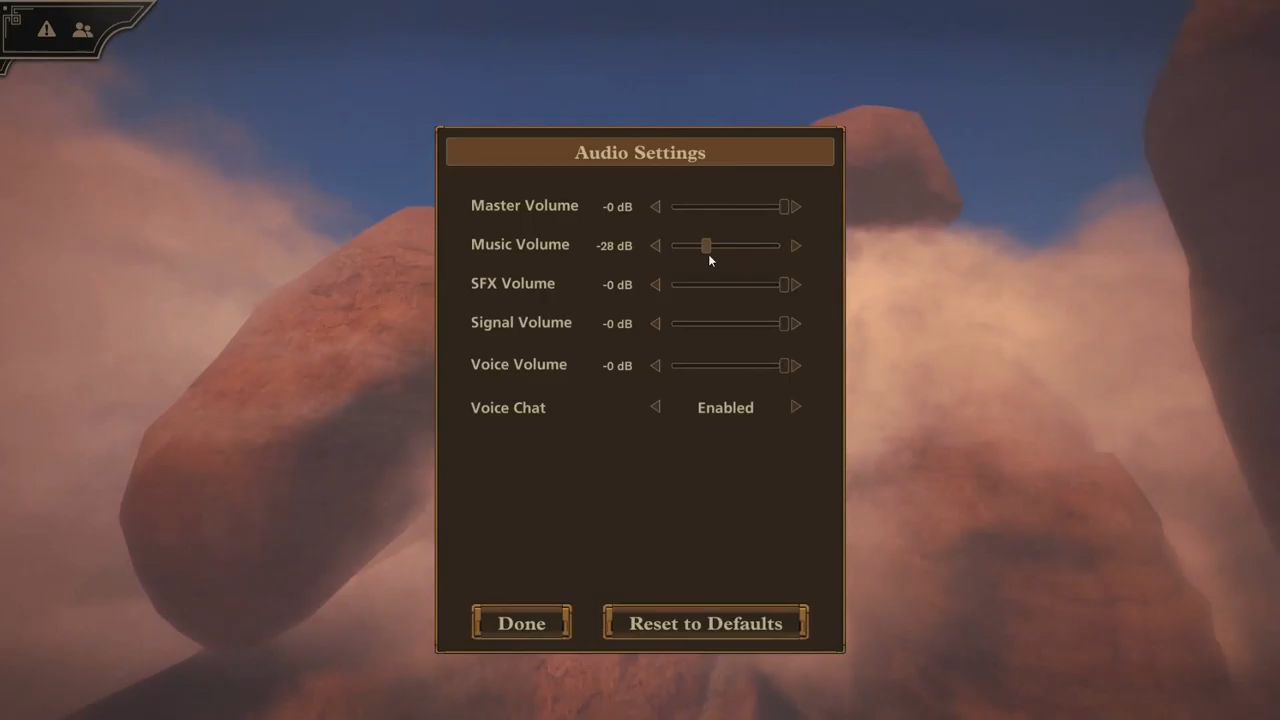 Audio Settings
Master Volume -0 dB
Music Volume -28 dB
SFX Volume -0 dB
Signal Volume -0 dB
Voice Volume -0 dB
Voice Chat Enabled
Done Reset to Defaults